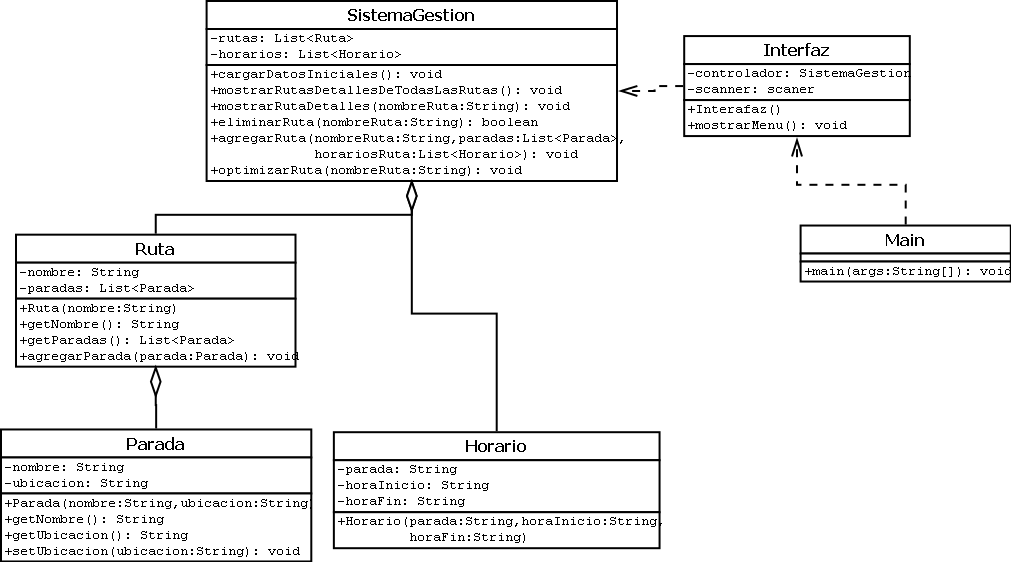 SistemaGestion
-rutas: List<Ruta>
-horarios: List<Horario>
+cargarDatosIniciales(): void
+mostrarRutasDetallesDeTodasLasRutas(): void
+mostrarRutaDetalles(nombreRuta:String): void
+eliminarRuta(nombreRuta:String): boolean
+agregarRuta(nombreRuta:String,paradas:List<Parada>,
horariosRuta:List<Horario>): void
+optimizarRuta(nombreRuta:String): void
Interfaz
-controlador: SistemaGestion
-scanner: scaner
+Interafaz()
+mostrarMenu(): void
Main
+main(args:String[]): void
Ruta
-nombre: String
-paradas: List<Parada>
+Ruta(nombre:String)
+getNombre(): String
+getParadas(): List<Parada>
+agregarParada(parada:Parada): void
Parada
-nombre: String
-ubicacion: String
+Parada(nombre:String,ubicacion:String)
+getNombre(): String
+getUbicacion(): String
+setUbicacion(ubicacion:String): void
Horario
-parada: String
-horaInicio: String
-horaFin: String
+Horario(parada:String,horaInicio:String,
horaFin:String)